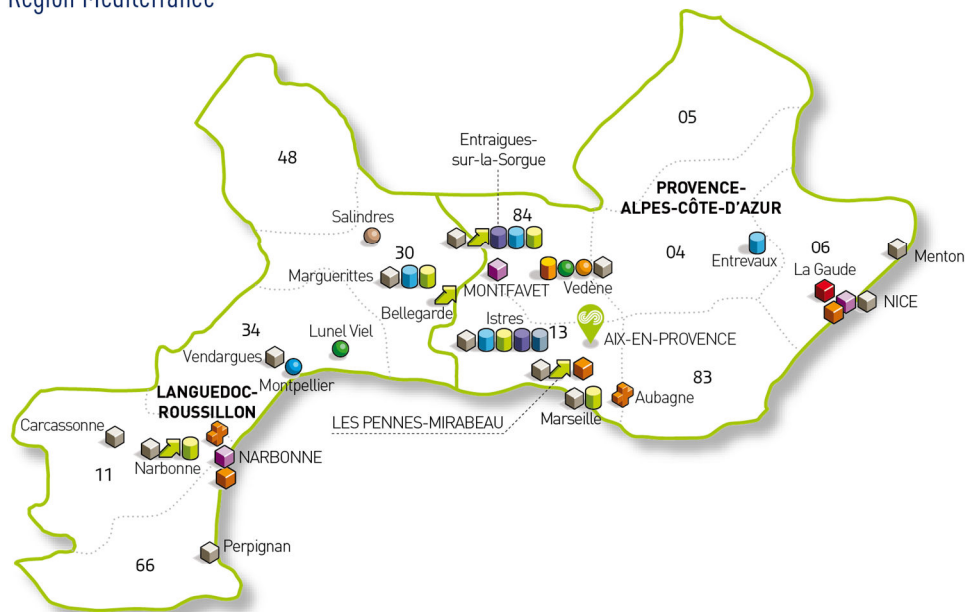 Région Méditerranée
05
48
Entraigues-
sur-la-Sorgue
PROVENCE-
ALPES-CÔTE-D'AZUR
84
Salindres
30
04
06
Entrevaux
Menton
Marguerittes
MONTFAVET
Vedène
La Gaude
NICE
Bellegarde
Istres
34
Lunel Viel
13
AIX-EN-PROVENCE
Vendargues
Montpellier
83
LANGUEDOC-
ROUSSILLON
Aubagne
Carcassonne
LES PENNES-MIRABEAU
Marseille
Narbonne
NARBONNE
11
Perpignan
66